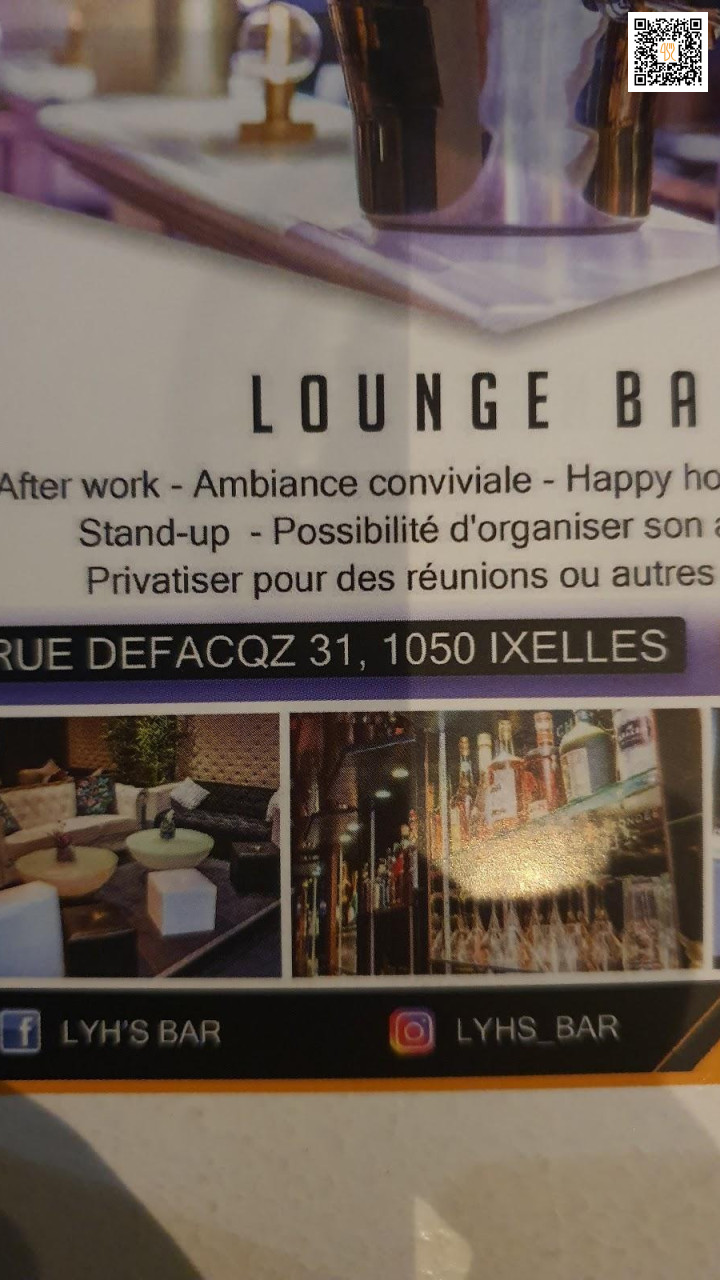 LOUNGE BA
After work - Ambiance conviviale - Happy ho
Stand-up - Possibilité d'organiser son a
Privatiser pour des réunions ou autres
RUE DEFACQZ 31, 1050 IXELLES
LYH'S BAR
LYHS_BAR